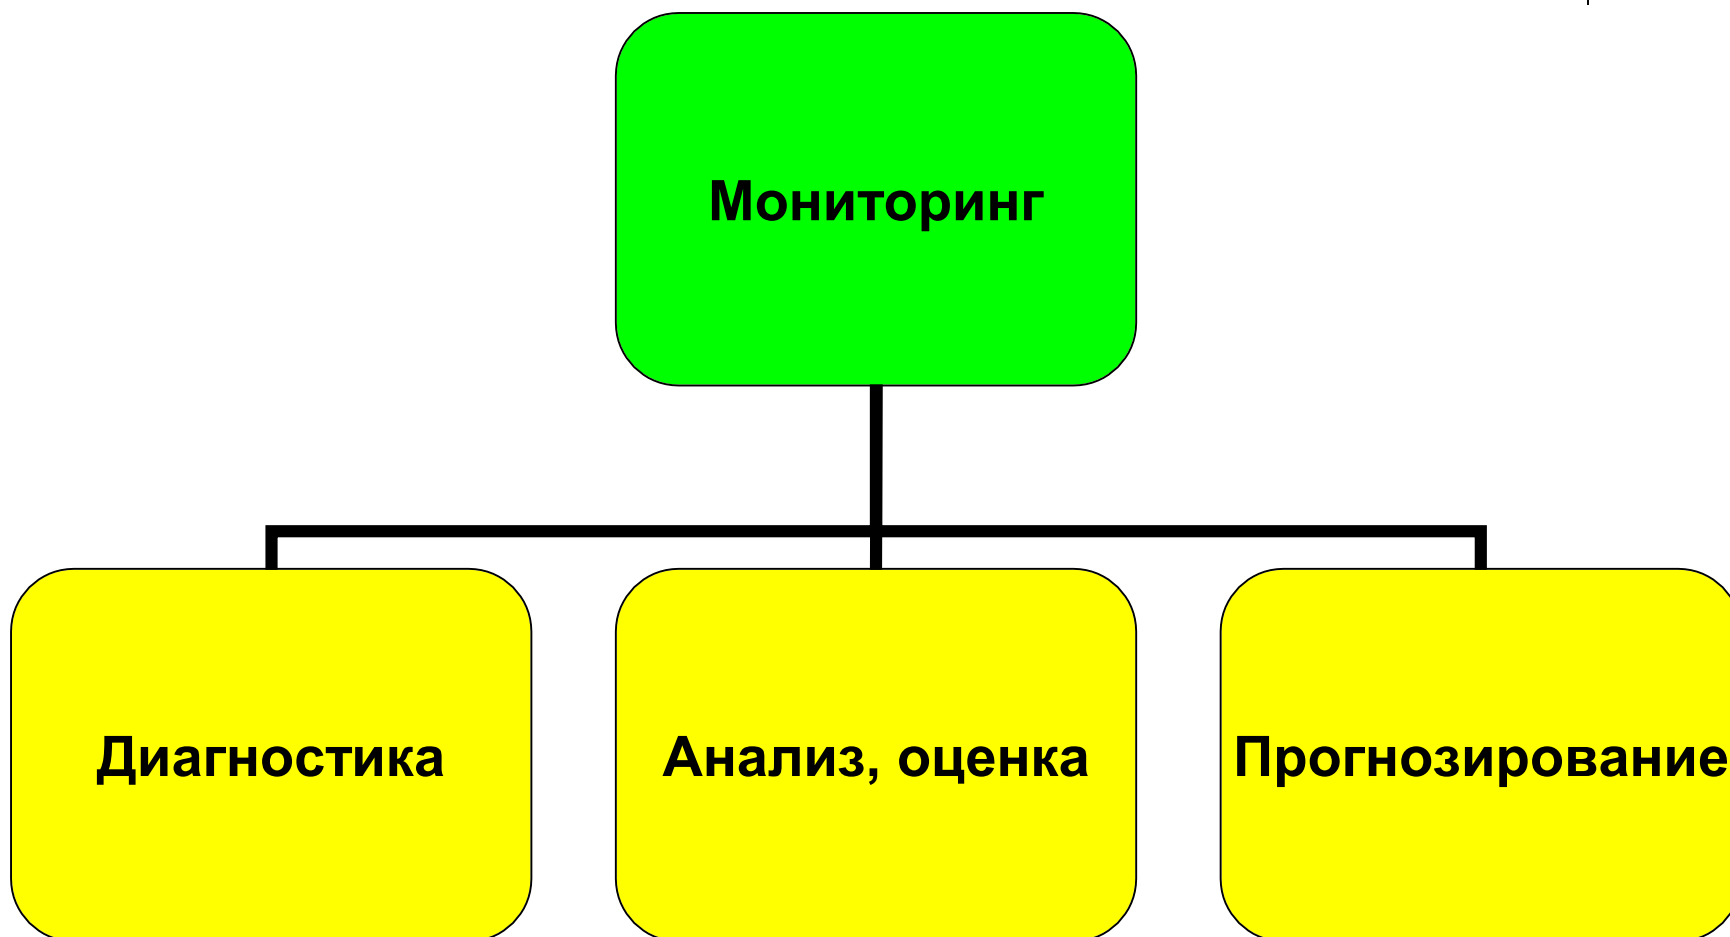 Мониторинг
Диагностика
Анализ, оценка
Прогнозирование